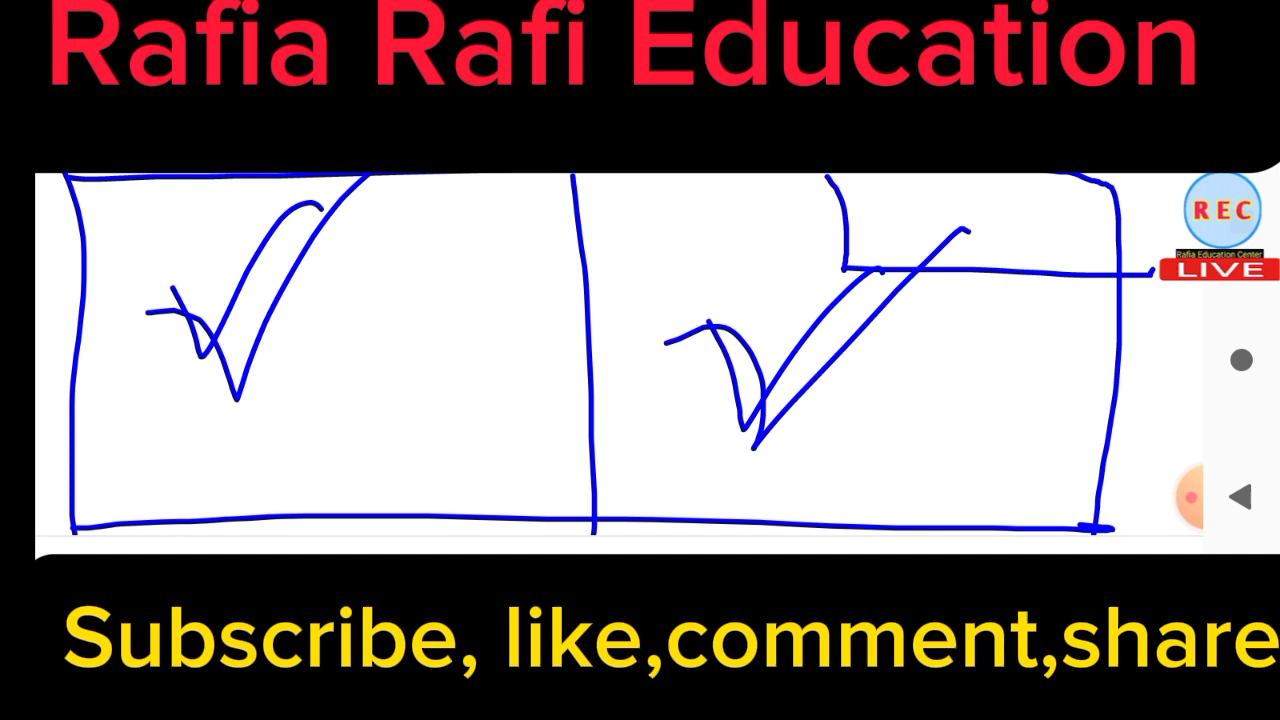 Rafia Rafi Education
REC
Rafia Education Center
LIVE
Subscribe, like,comment,share